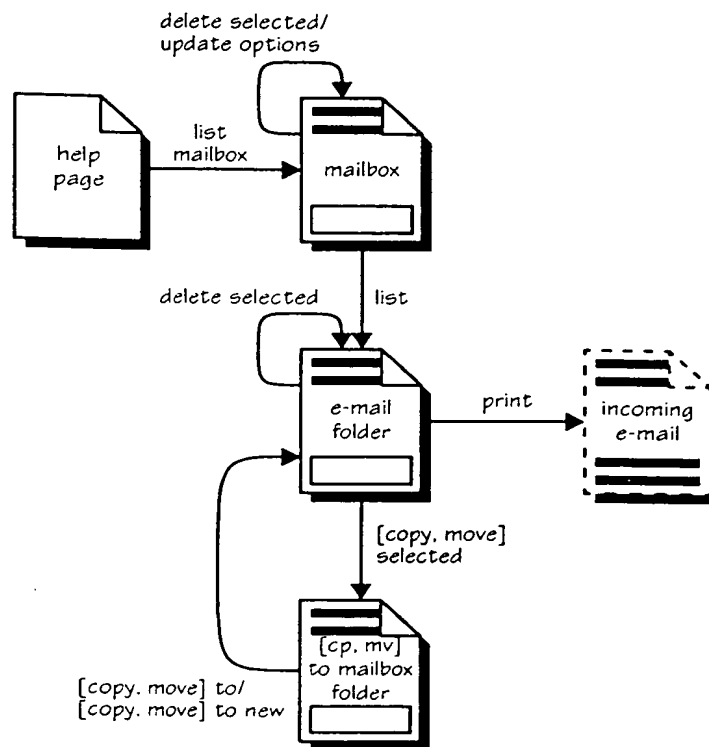 delete selected/
update options
help
page
list
mailbox
mailbox
delete selected
list
e-mail
folder
print
incoming
e-mail
[copy, move]
selected
[cp, mv]
to mailbox
folder
[copy, move] to/
[copy, move] to new